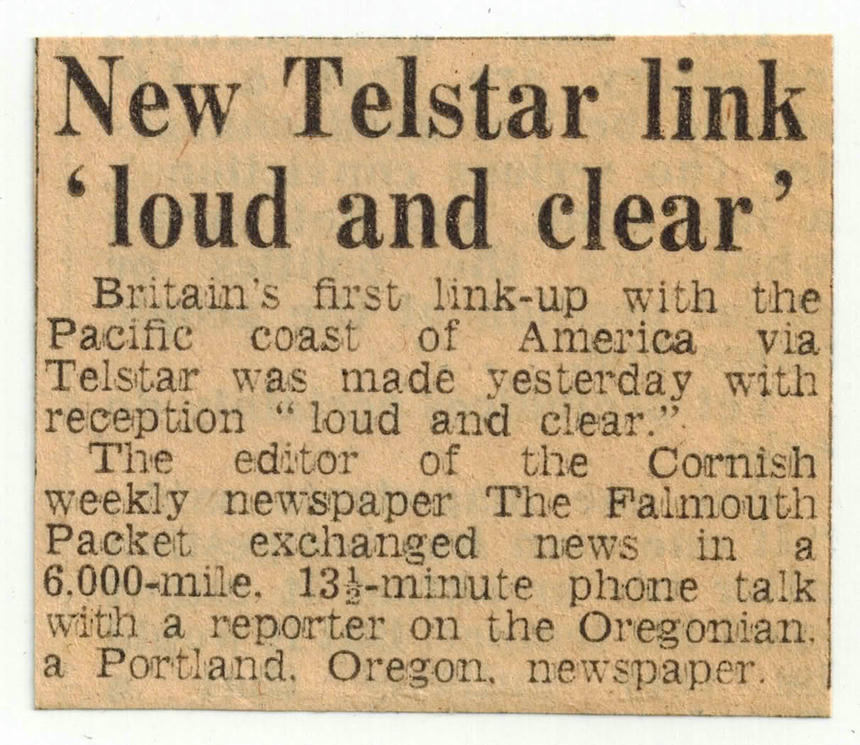 New Telstar link
‘loud and clear’
Britain's first link-up with the
Pacific coast of America via
Telstar was made yesterday with
reception “loud and clear.”
The editor of the Cornish
weekly newspaper The Falmouth
Packet exchanged news in a
6,000-mile, 13½-minute phone talk
with a reporter on the Oregonian,
a Portland, Oregon, newspaper.